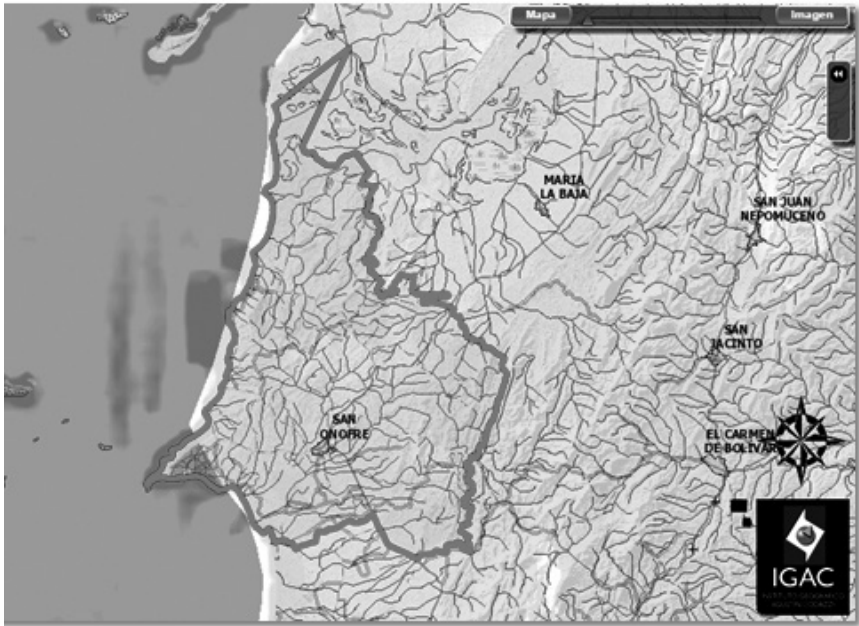 Mapa
Imagen
MARIA
LA BAJA
SAN JUAN
NEPOMUCENO
SAN
JACINTO
SAN
ONOFRE
EL CARMEN
DE BOLIVAR
IGAC